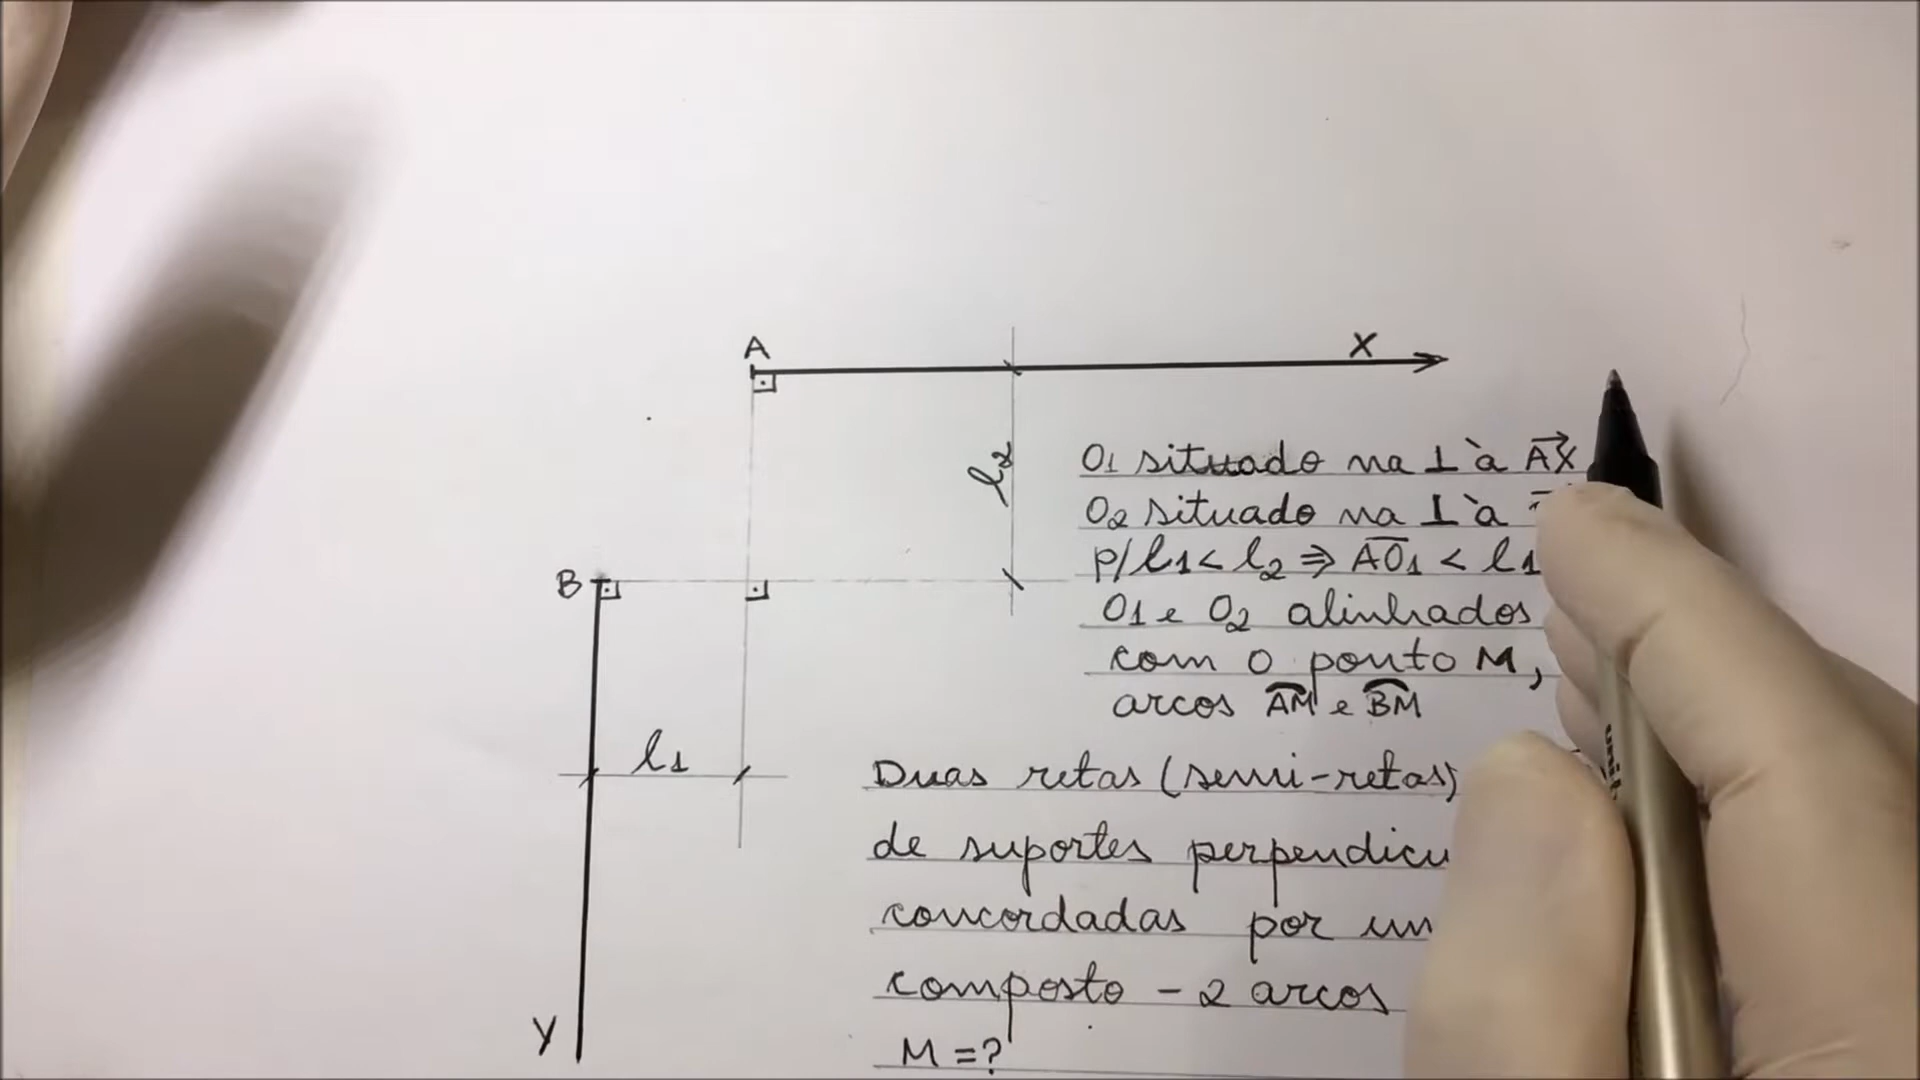 A
X
l2
O1 situado na ⊥ à AX
O2 situado na ⊥ à
B
p/ l1 < l2 ⇒ AO1 < l1
O1 e O2 alinhados
com o ponto M,
arcos AM e BM
l1
Duas retas (semi-retas)
de suportes perpendicu
concordadas por um
composto - 2 arcos
Y
M = ?